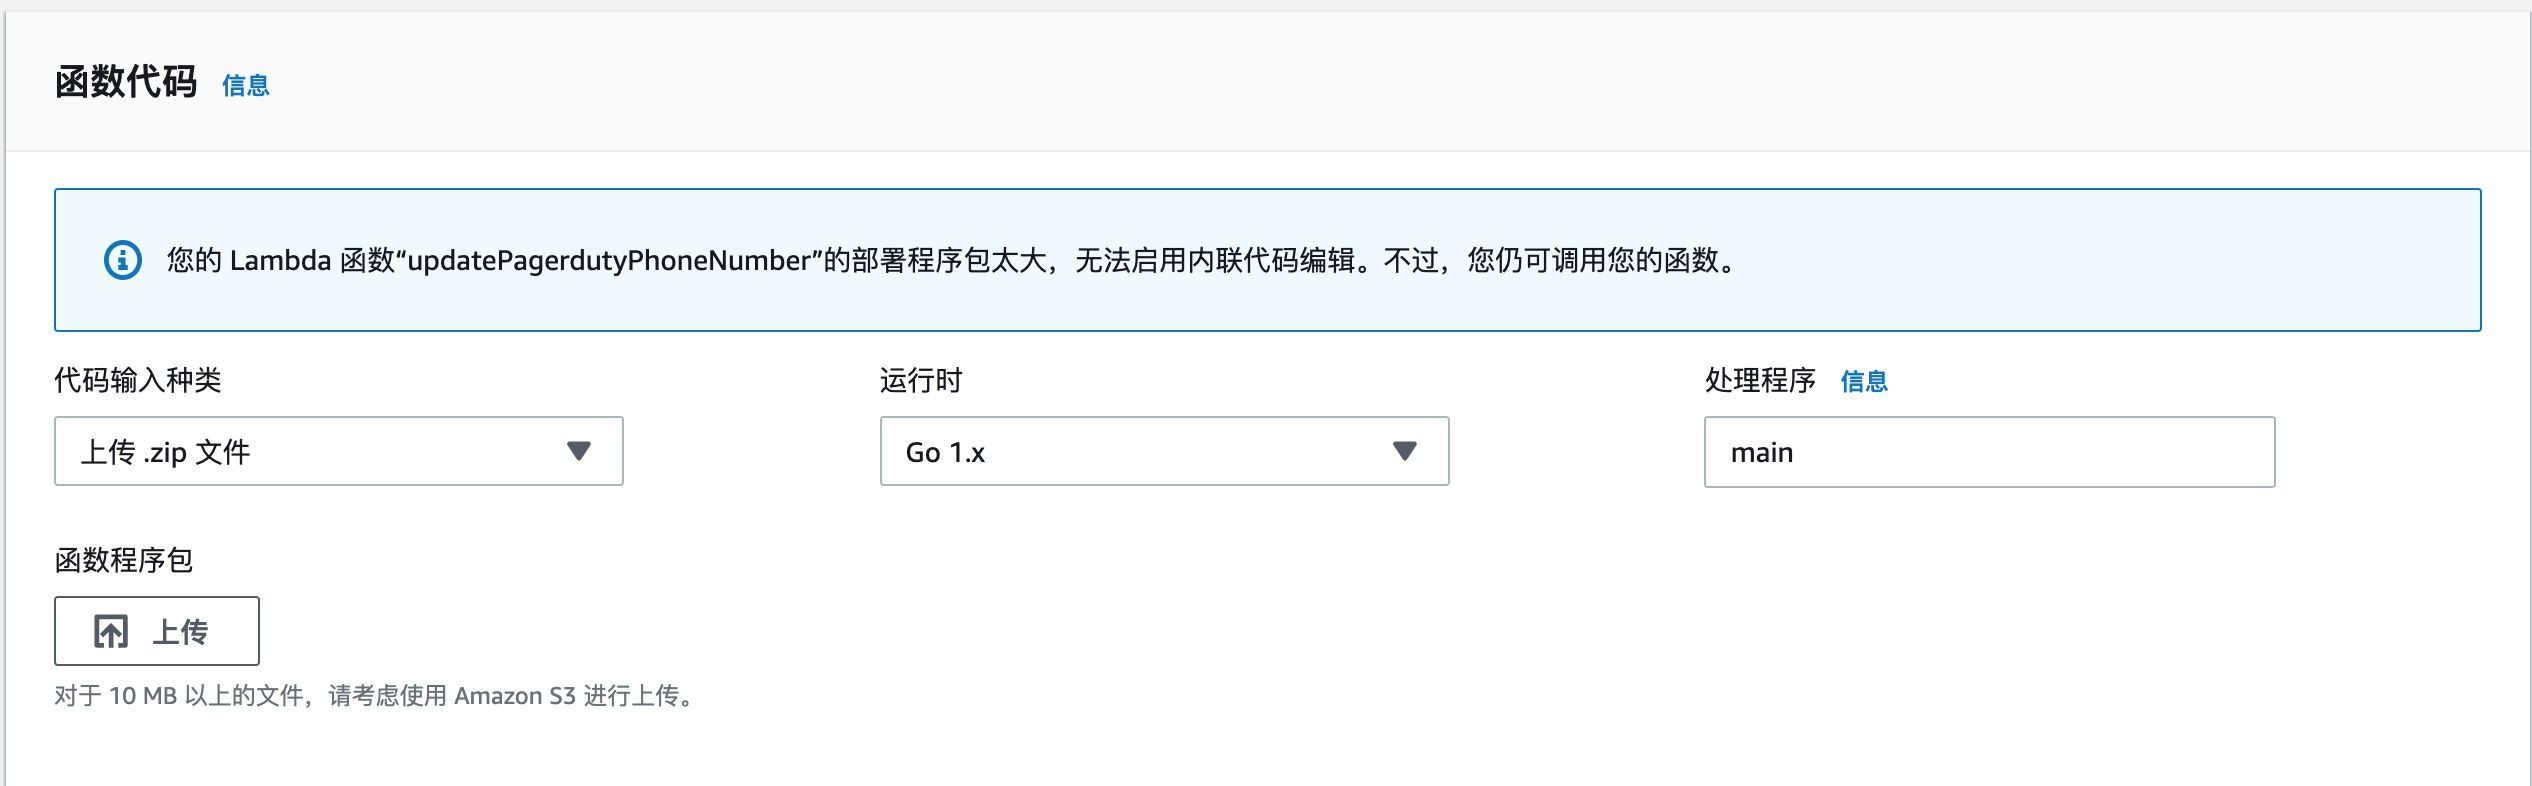 函数代码 信息
您的 Lambda 函数“updatePagerdutyPhoneNumber”的部署程序包太大，无法启用内联代码编辑。不过，您仍可调用您的函数。
代码输入种类 运行时 处理程序 信息
上传 .zip 文件 Go 1.x main
函数程序包
上传
对于 10 MB 以上的文件，请考虑使用 Amazon S3 进行上传。